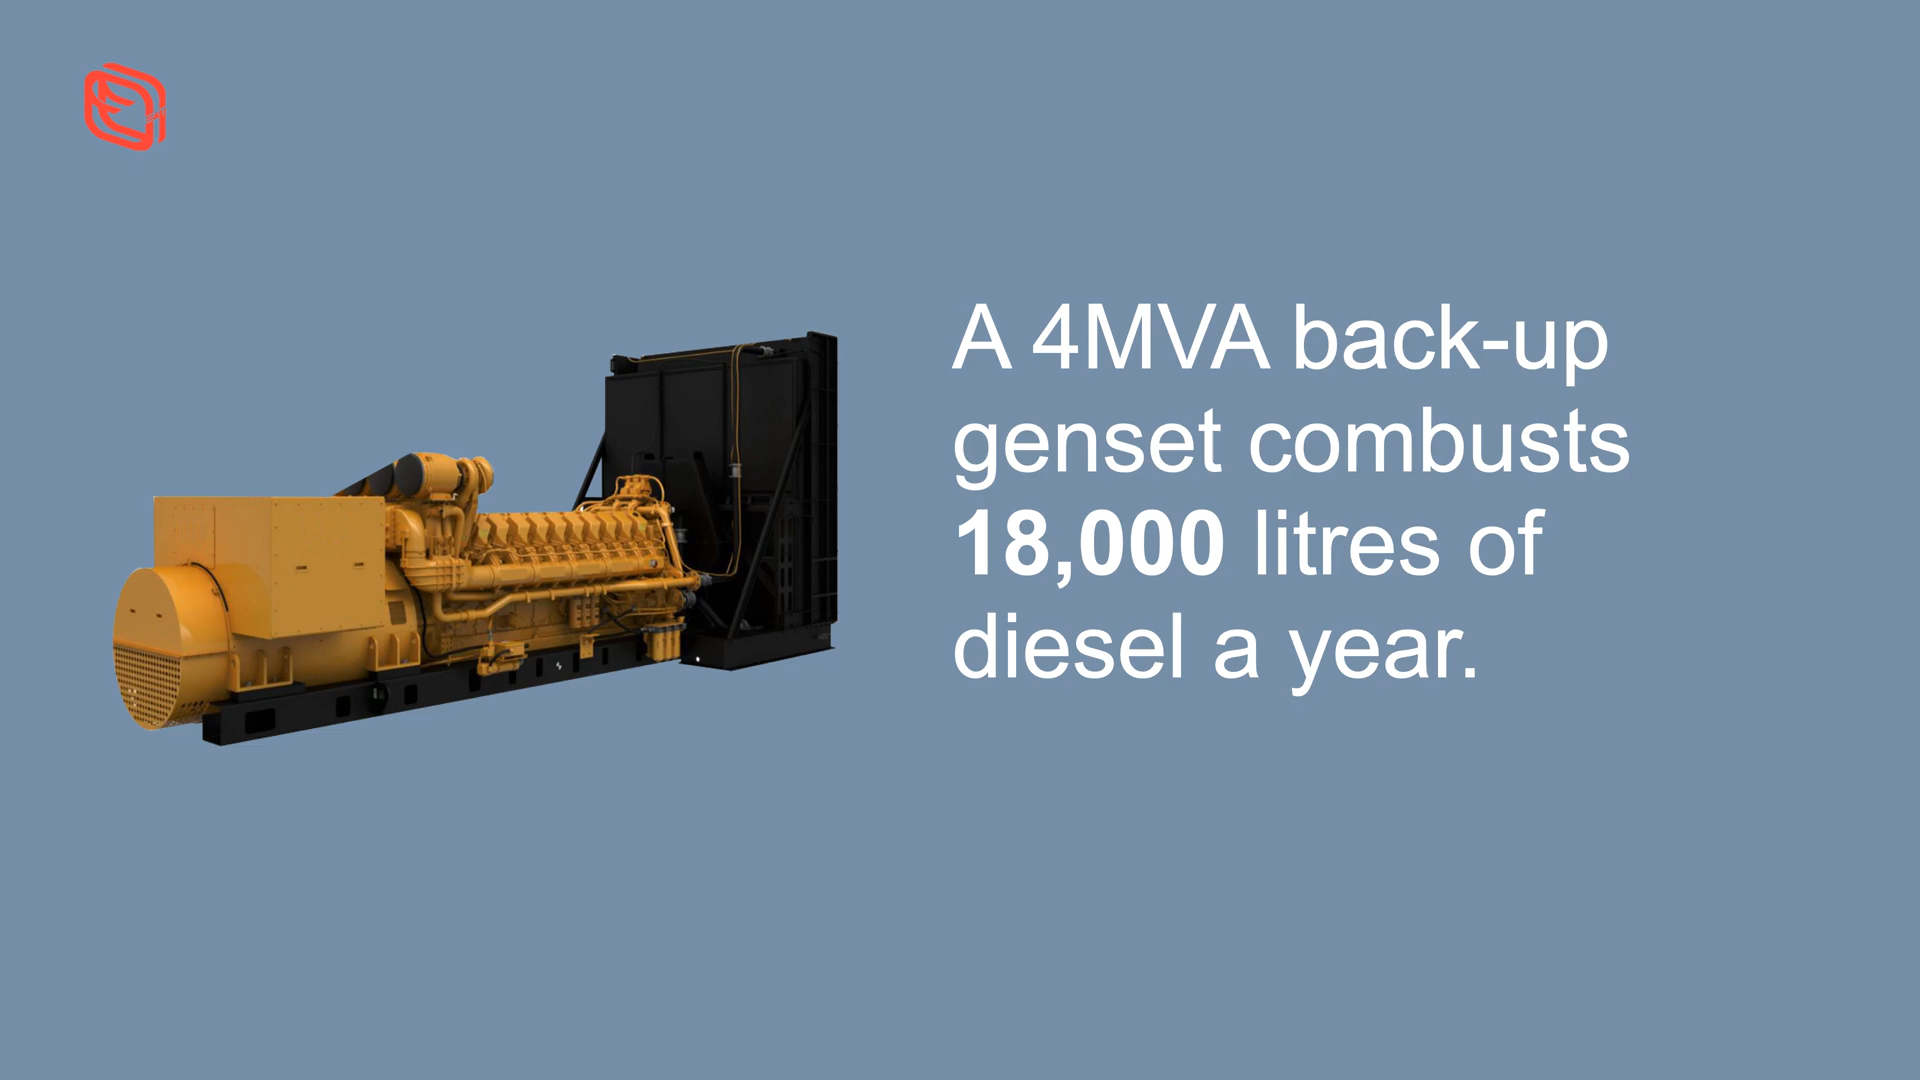 A 4MVA back-up
genset combusts
18,000 litres of
diesel a year.